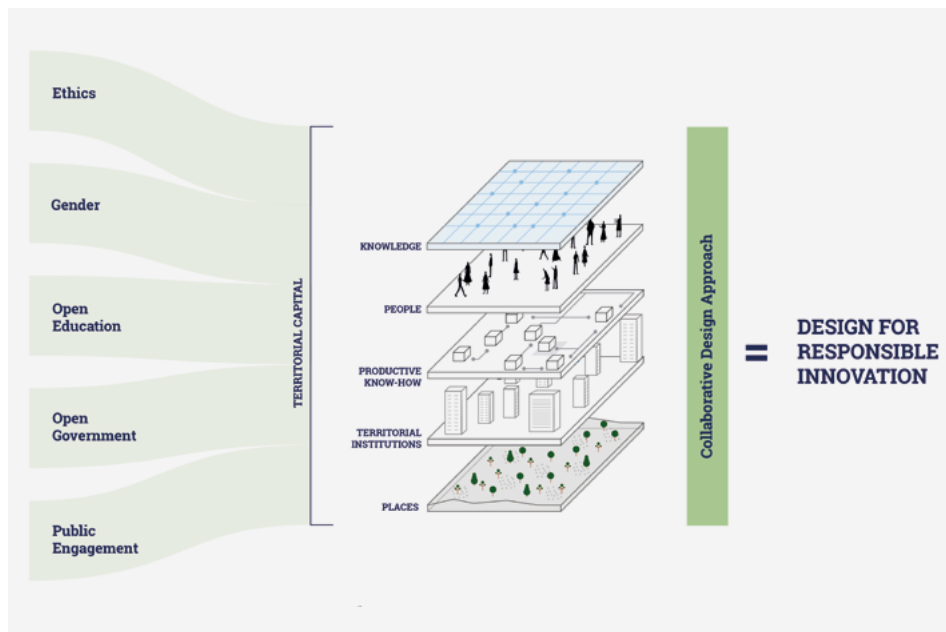 Ethics
Gender
Open
Education
Open
Government
Public
Engagement
TERRITORIAL CAPITAL
KNOWLEDGE
PEOPLE
PRODUCTIVE
KNOW-HOW
TERRITORIAL
INSTITUTIONS
PLACES
Collaborative Design Approach
=
DESIGN FOR
RESPONSIBLE
INNOVATION